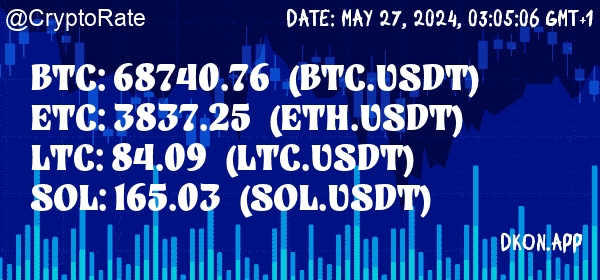 @CryptoRate
DATE: MAY 27, 2024, 03:05:06 GMT+1
BTC: 68740.76 (BTC.USDT)
ETC: 3837.25 (ETH.USDT)
LTC: 84.09 (LTC.USDT)
SOL: 165.03 (SOL.USDT)
DKON.APP